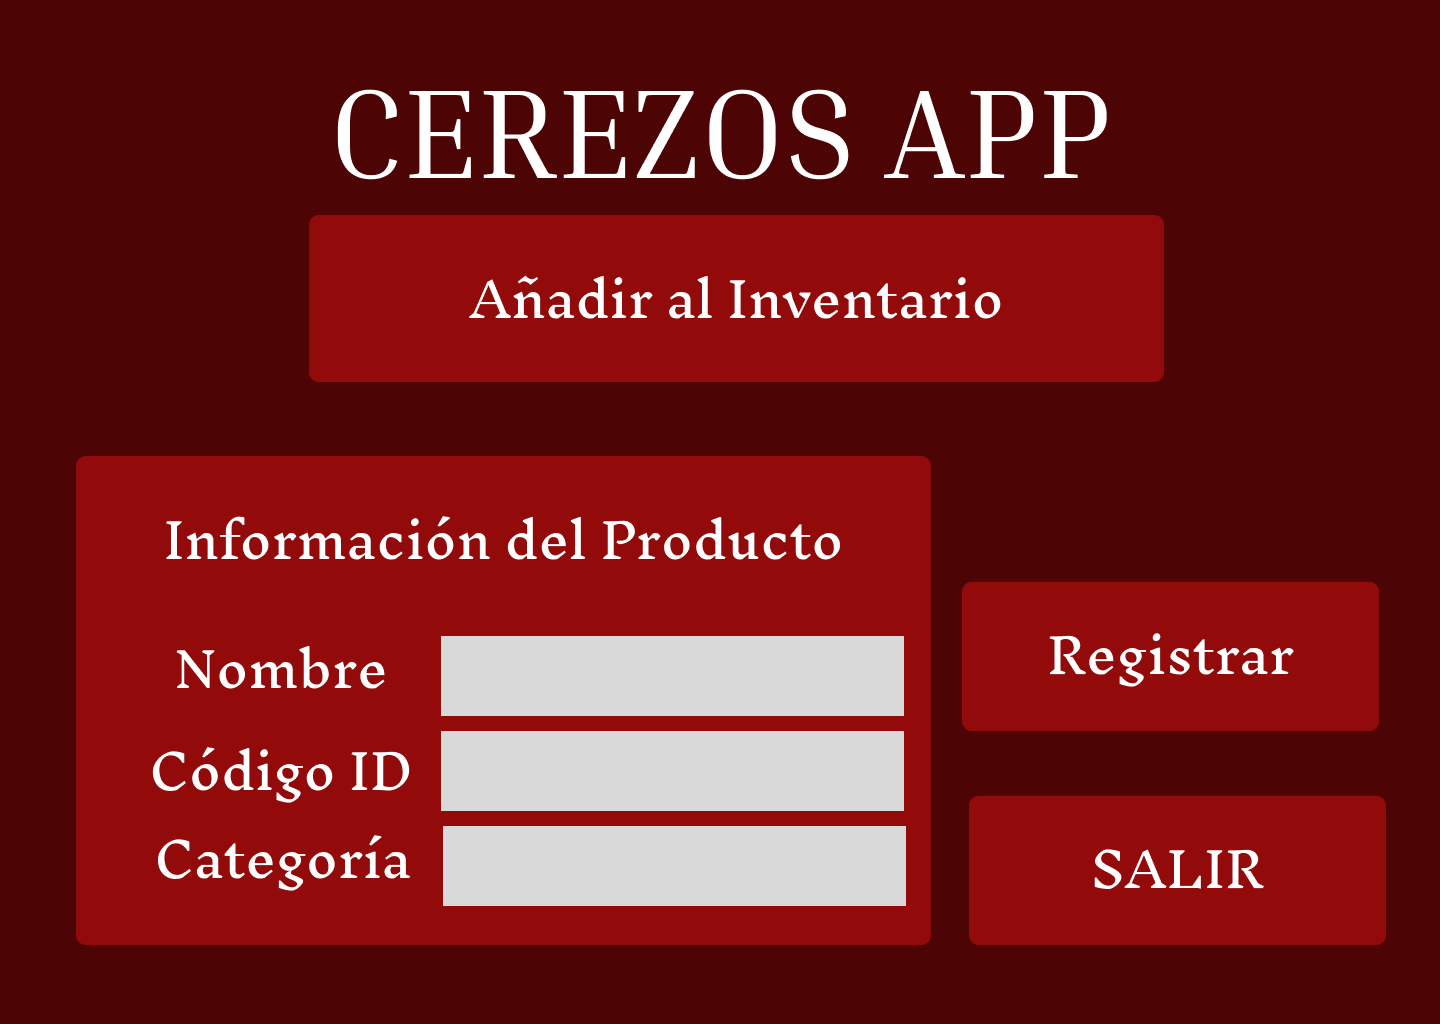 CEREZOS APP
Añadir al Inventario
Información del Producto
Nombre
Código ID
Categoría
Registrar
SALIR